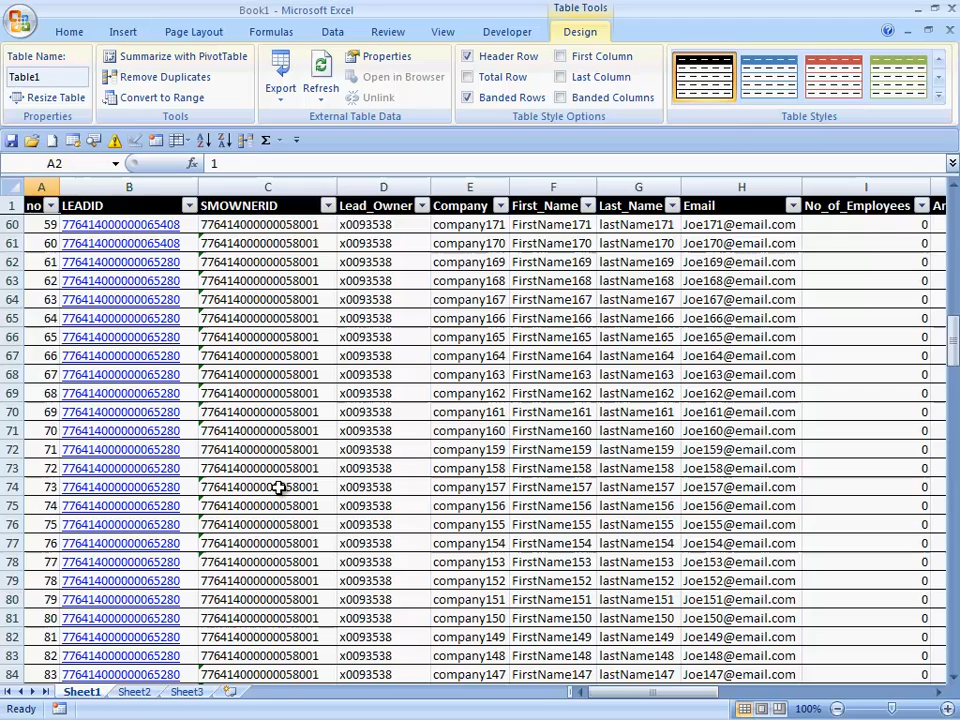 Book1 - Microsoft Excel
Table Tools
Home Insert Page Layout Formulas Data Review View Developer Design
Table Name:
Table1
Resize Table
Properties
Summarize with PivotTable
Remove Duplicates
Convert to Range
Tools
Export
Refresh
Properties
Open in Browser
Unlink
External Table Data
Header Row
Total Row
Banded Rows
First Column
Last Column
Banded Columns
Table Style Options
Table Styles
A2 fx 1
A B C D E F G H I
1 no LEADID SMOWNERID Lead_Owner Company First_Name Last_Name Email No_of_Employees An
60 59 776414000000065408 776414000000058001 x0093538 company171 FirstName171 lastName171 Joe171@email.com 0
61 60 776414000000065408 776414000000058001 x0093538 company170 FirstName170 lastName170 Joe170@email.com 0
62 61 776414000000065280 776414000000058001 x0093538 company169 FirstName169 lastName169 Joe169@email.com 0
63 62 776414000000065280 776414000000058001 x0093538 company168 FirstName168 lastName168 Joe168@email.com 0
64 63 776414000000065280 776414000000058001 x0093538 company167 FirstName167 lastName167 Joe167@email.com 0
65 64 776414000000065280 776414000000058001 x0093538 company166 FirstName166 lastName166 Joe166@email.com 0
66 65 776414000000065280 776414000000058001 x0093538 company165 FirstName165 lastName165 Joe165@email.com 0
67 66 776414000000065280 776414000000058001 x0093538 company164 FirstName164 lastName164 Joe164@email.com 0
68 67 776414000000065280 776414000000058001 x0093538 company163 FirstName163 lastName163 Joe163@email.com 0
69 68 776414000000065280 776414000000058001 x0093538 company162 FirstName162 lastName162 Joe162@email.com 0
70 69 776414000000065280 776414000000058001 x0093538 company161 FirstName161 lastName161 Joe161@email.com 0
71 70 776414000000065280 776414000000058001 x0093538 company160 FirstName160 lastName160 Joe160@email.com 0
72 71 776414000000065280 776414000000058001 x0093538 company159 FirstName159 lastName159 Joe159@email.com 0
73 72 776414000000065280 776414000000058001 x0093538 company158 FirstName158 lastName158 Joe158@email.com 0
74 73 776414000000065280 776414000000058001 x0093538 company157 FirstName157 lastName157 Joe157@email.com 0
75 74 776414000000065280 776414000000058001 x0093538 company156 FirstName156 lastName156 Joe156@email.com 0
76 75 776414000000065280 776414000000058001 x0093538 company155 FirstName155 lastName155 Joe155@email.com 0
77 76 776414000000065280 776414000000058001 x0093538 company154 FirstName154 lastName154 Joe154@email.com 0
78 77 776414000000065280 776414000000058001 x0093538 company153 FirstName153 lastName153 Joe153@email.com 0
79 78 776414000000065280 776414000000058001 x0093538 company152 FirstName152 lastName152 Joe152@email.com 0
80 79 776414000000065280 776414000000058001 x0093538 company151 FirstName151 lastName151 Joe151@email.com 0
81 80 776414000000065280 776414000000058001 x0093538 company150 FirstName150 lastName150 Joe150@email.com 0
82 81 776414000000065280 776414000000058001 x0093538 company149 FirstName149 lastName149 Joe149@email.com 0
83 82 776414000000065280 776414000000058001 x0093538 company148 FirstName148 lastName148 Joe148@email.com 0
84 83 776414000000065280 776414000000058001 x0093538 company147 FirstName147 lastName147 Joe147@email.com 0
Sheet1 Sheet2 Sheet3
Ready 100%